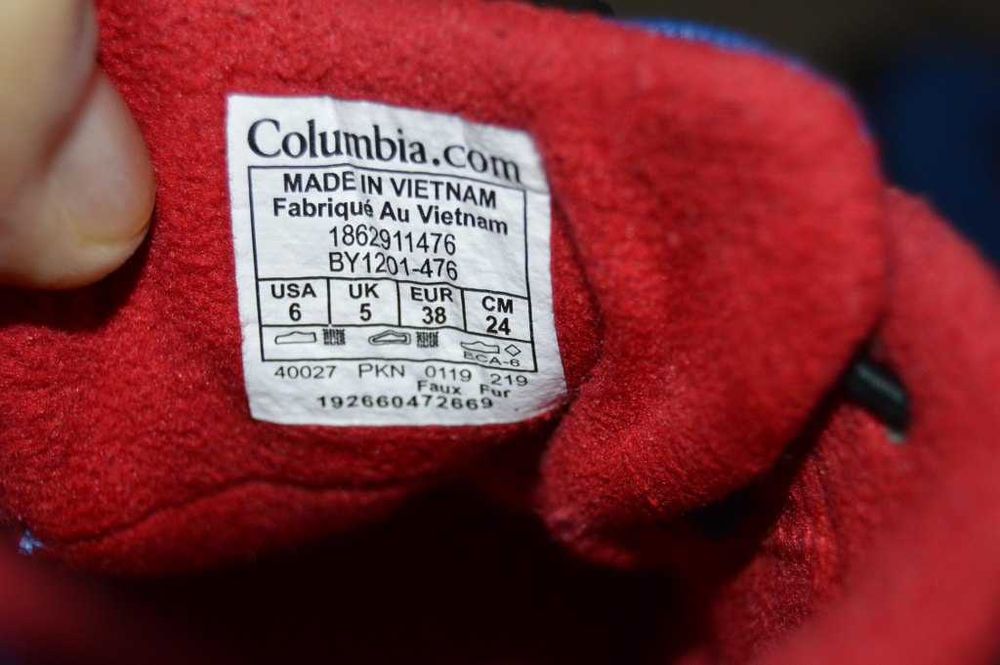 Columbia.com
MADE IN VIETNAM
Fabriqué Au Vietnam
1862911476
BY1201-476
USA UK EUR CM
6 5 38 24
ECA-6
40027 PKN 0119 219
Faux Fur
192660472669